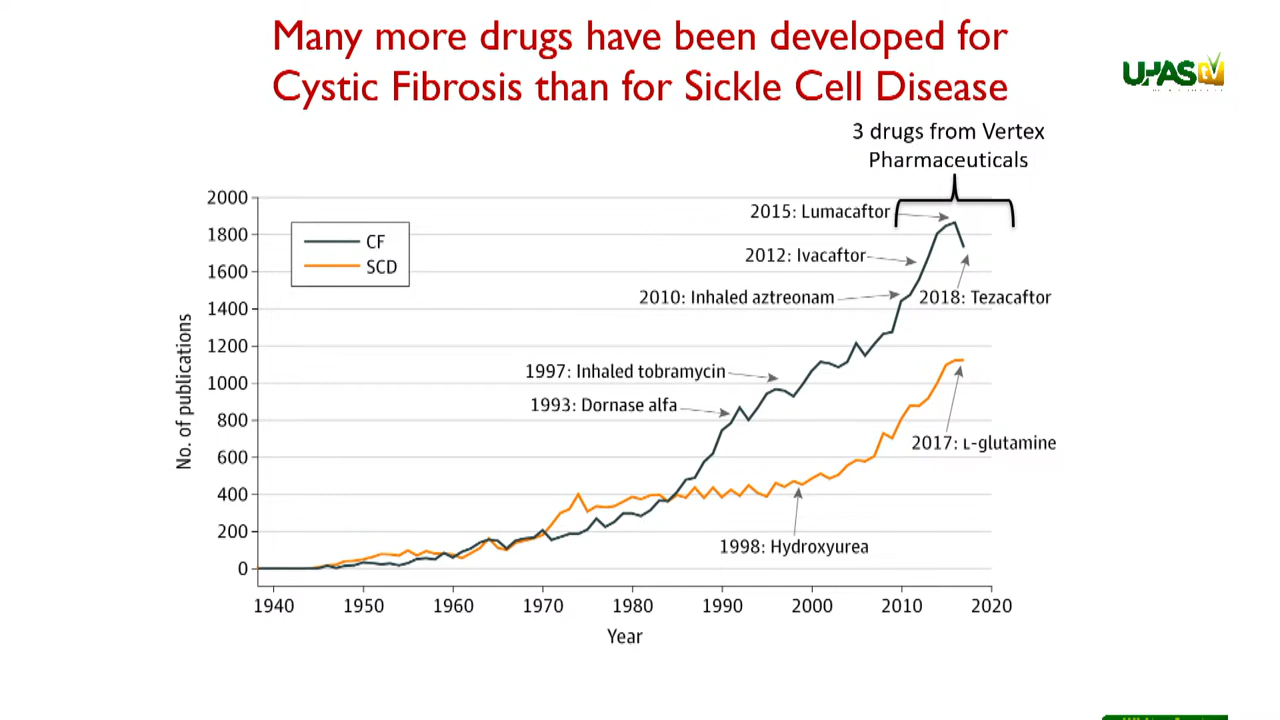 Many more drugs have been developed for
Cystic Fibrosis than for Sickle Cell Disease
UHAS TV
3 drugs from Vertex
Pharmaceuticals
2000
1800
1600
1400
1200
1000
800
600
400
200
0
No. of publications
CF
SCD
2015: Lumacaftor
2012: Ivacaftor
2010: Inhaled aztreonam
2018: Tezacaftor
1997: Inhaled tobramycin
1993: Dornase alfa
2017: L-glutamine
1998: Hydroxyurea
1940 1950 1960 1970 1980 1990 2000 2010 2020
Year